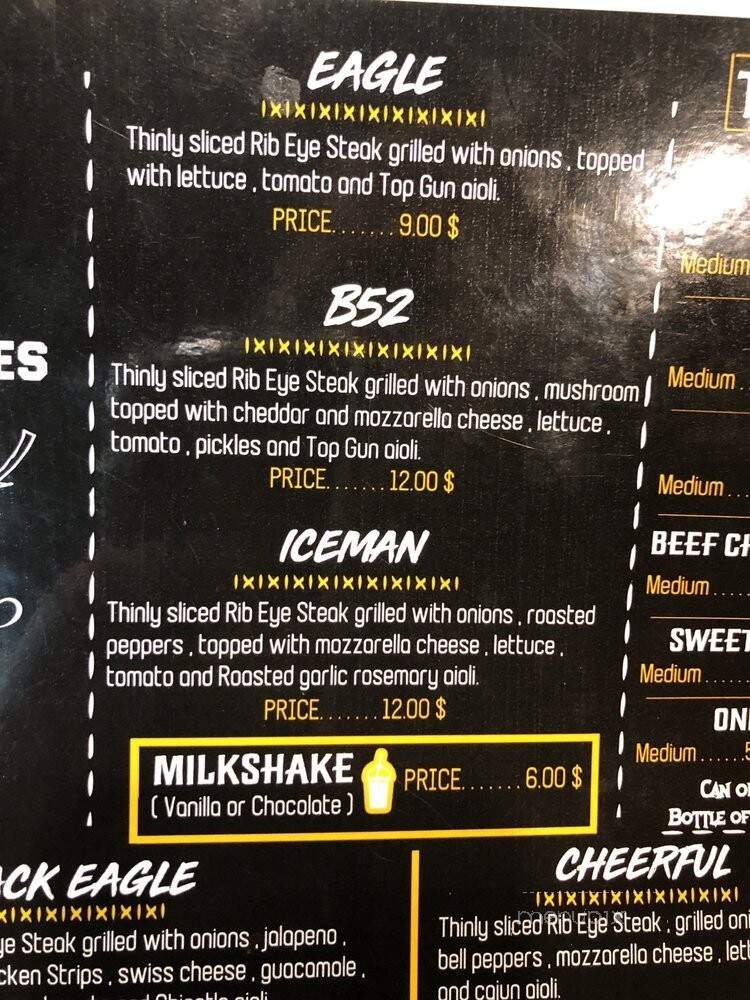 EAGLE
Thinly sliced Rib Eye Steak grilled with onions , topped
with lettuce , tomato and Top Gun aioli.
PRICE.......9.00 $
B52
Thinly sliced Rib Eye Steak grilled with onions , mushroom
topped with cheddar and mozzarella cheese , lettuce ,
tomato , pickles and Top Gun aioli.
PRICE.......12.00 $
ICEMAN
Thinly sliced Rib Eye Steak grilled with onions , roasted
peppers , topped with mozzarella cheese , lettuce ,
tomato and Roasted garlic rosemary aioli.
PRICE.......12.00 $
MILKSHAKE PRICE.......6.00 $
( Vanilla or Chocolate )
ES
Medium
Medium .
Medium ...
BEEF CH
Medium ....
SWEET
Medium ......
ONI
Medium ......5
CAN O
BOTTLE OF
ACK EAGLE
ye Steak grilled with onions , jalapeno ,
cken Strips , swiss cheese , guacamole ,
CHEERFUL
Thinly sliced Rib Eye Steak , grilled oni
bell peppers , mozzarella cheese , lett
and cajun aioli.
menupix